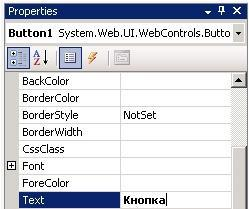 Properties
Button1 System.Web.UI.WebControls.Butto
BackColor
BorderColor
BorderStyle NotSet
BorderWidth
CssClass
Font
ForeColor
Text Кнопка